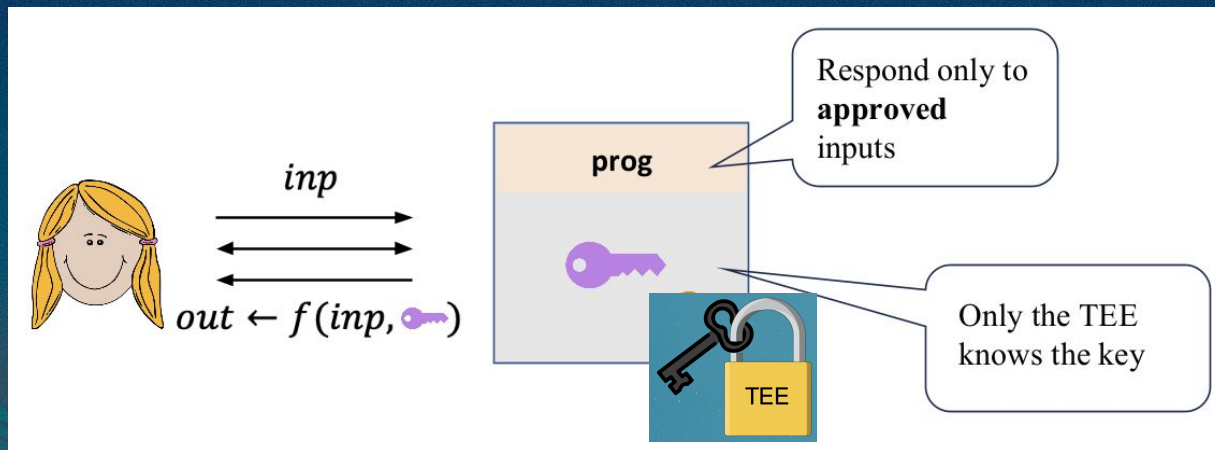 Respond only to
approved
inputs
prog
inp
out ← f(inp, )
Only the TEE
knows the key
TEE